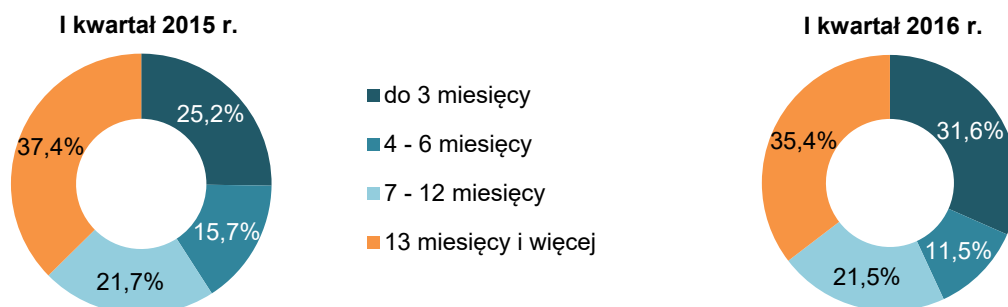 I kwartał 2015 r.
25,2%
15,7%
21,7%
37,4%
do 3 miesięcy
4 - 6 miesięcy
7 - 12 miesięcy
13 miesięcy i więcej
I kwartał 2016 r.
31,6%
11,5%
21,5%
35,4%